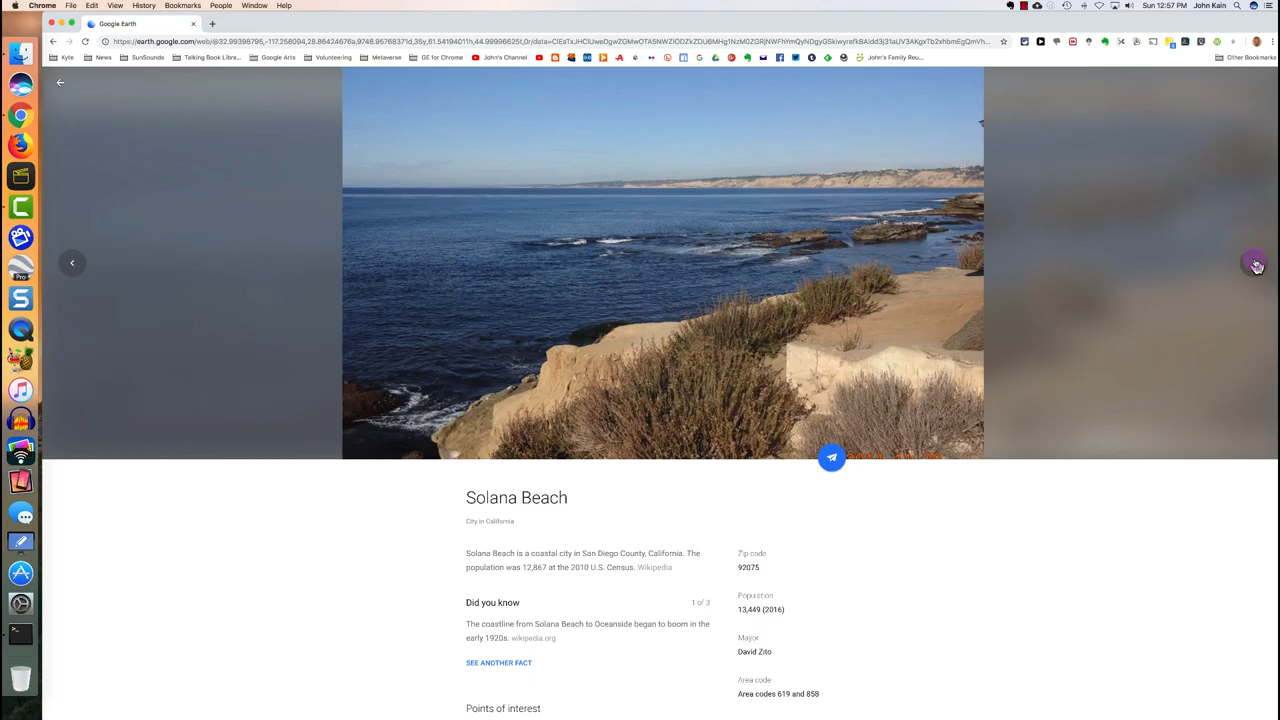 Chrome File Edit View History Bookmarks People Window Help
Sun 12:57 PM John Kain
Google Earth
Kyte News SunSounds Talking Book Libra... Google Arts Volunteering Metaverse GE for Chrome John's Channel John's Family Reu... Other Bookmarks
Pro
Solana Beach
City in California
Solana Beach is a coastal city in San Diego County, California. The
population was 12,867 at the 2010 U.S. Census. Wikipedia
Did you know 1 of 3
The coastline from Solana Beach to Oceanside began to boom in the
early 1920s. wikipedia.org
SEE ANOTHER FACT
Points of interest
Zip code
92075
Population
13,449 (2016)
Mayor
David Zito
Area code
Area codes 619 and 858